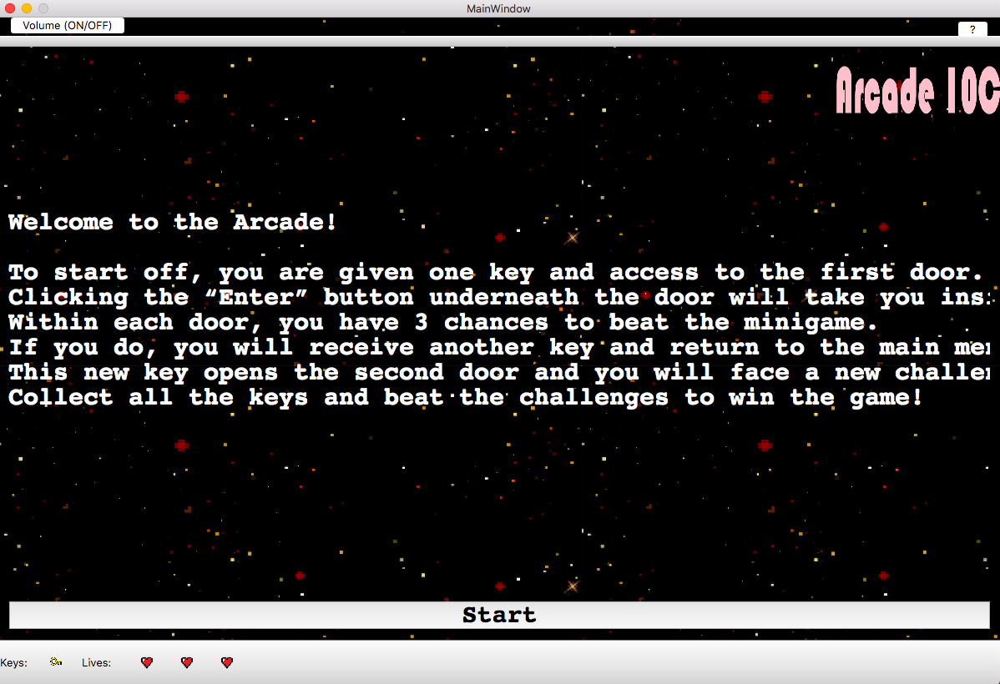 MainWindow
Volume (ON/OFF)
?
Arcade 10C
Welcome to the Arcade!
To start off, you are given one key and access to the first door.
Clicking the “Enter” button underneath the door will take you ins
Within each door, you have 3 chances to beat the minigame.
If you do, you will receive another key and return to the main me
This new key opens the second door and you will face a new challe
Collect all the keys and beat the challenges to win the game!
Start
Keys:
Lives: